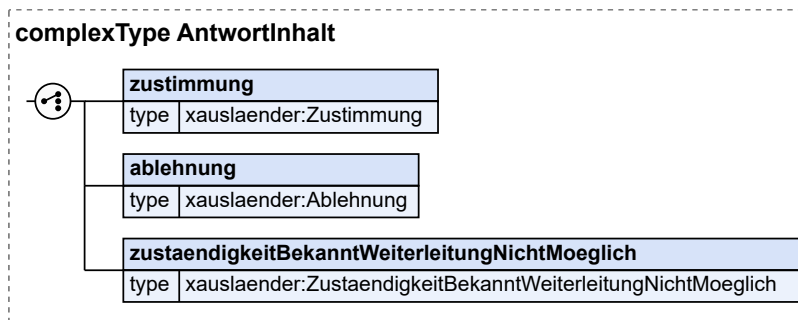 complexType AntwortInhalt
zustimmung
type xauslaender:Zustimmung
ablehnung
type xauslaender:Ablehnung
zustaendigkeitBekanntWeiterleitungNichtMoeglich
type xauslaender:ZustaendigkeitBekanntWeiterleitungNichtMoeglich